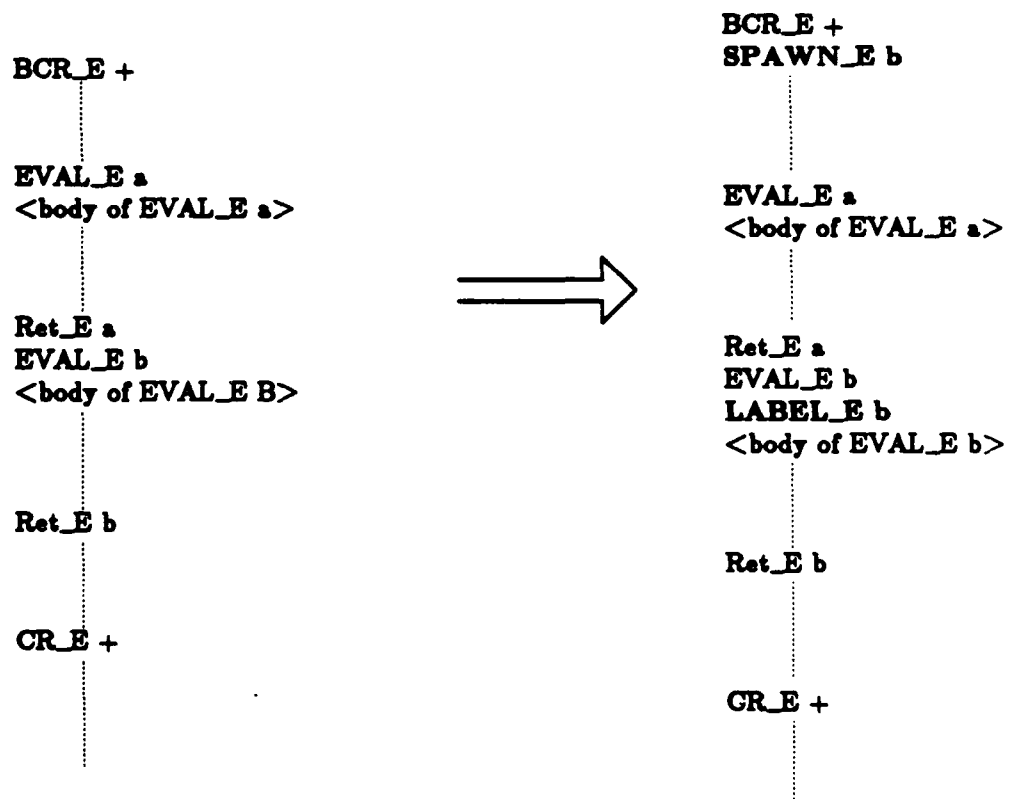 BCR_E +
EVAL_E a
<body of EVAL_E a>
Ret_E a
EVAL_E b
<body of EVAL_E B>
Ret_E b
CR_E +
BCR_E +
SPAWN_E b
EVAL_E a
<body of EVAL_E a>
Ret_E a
EVAL_E b
LABEL_E b
<body of EVAL_E b>
Ret_E b
CR_E +